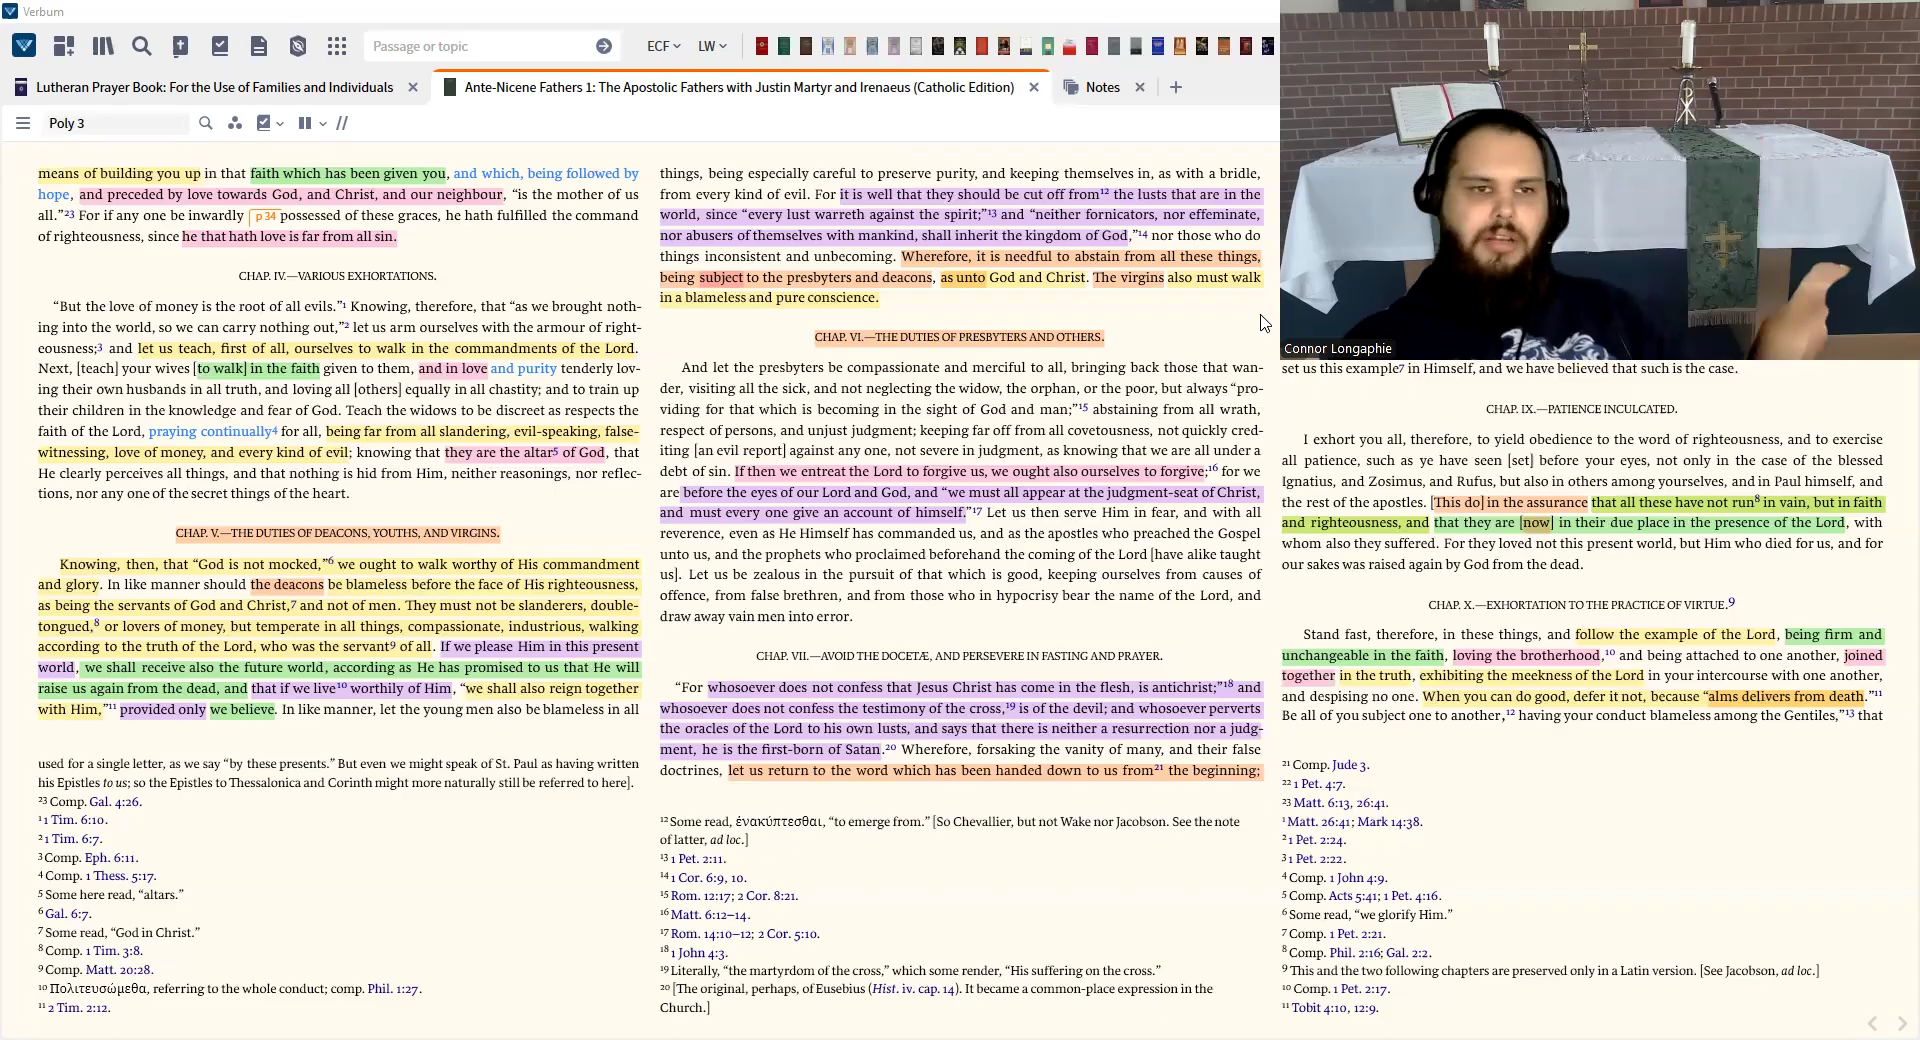 Verbum
Passage or topic
ECF
LW
Lutheran Prayer Book: For the Use of Families and Individuals
Ante-Nicene Fathers 1: The Apostolic Fathers with Justin Martyr and Irenaeus (Catholic Edition)
Notes
Poly 3
means of building you up in that faith which has been given you, and which, being followed by
hope, and preceded by love towards God, and Christ, and our neighbour, “is the mother of us
all.”23 For if any one be inwardly p 34 possessed of these graces, he hath fulfilled the command
of righteousness, since he that hath love is far from all sin.
CHAP. IV.—VARIOUS EXHORTATIONS.
“But the love of money is the root of all evils.”1 Knowing, therefore, that “as we brought noth-
ing into the world, so we can carry nothing out,”2 let us arm ourselves with the armour of right-
eousness;3 and let us teach, first of all, ourselves to walk in the commandments of the Lord.
Next, [teach] your wives [to walk] in the faith given to them, and in love and purity tenderly lov-
ing their own husbands in all truth, and loving all [others] equally in all chastity; and to train up
their children in the knowledge and fear of God. Teach the widows to be discreet as respects the
faith of the Lord, praying continually4 for all, being far from all slandering, evil-speaking, false-
witnessing, love of money, and every kind of evil; knowing that they are the altar5 of God, that
He clearly perceives all things, and that nothing is hid from Him, neither reasonings, nor reflec-
tions, nor any one of the secret things of the heart.
CHAP. V.—THE DUTIES OF DEACONS, YOUTHS, AND VIRGINS.
Knowing, then, that “God is not mocked,”6 we ought to walk worthy of His commandment
and glory. In like manner should the deacons be blameless before the face of His righteousness,
as being the servants of God and Christ,7 and not of men. They must not be slanderers, double-
tongued,8 or lovers of money, but temperate in all things, compassionate, industrious, walking
according to the truth of the Lord, who was the servant9 of all. If we please Him in this present
world, we shall receive also the future world, according as He has promised to us that He will
raise us again from the dead, and that if we live10 worthily of Him, “we shall also reign together
with Him,”11 provided only we believe. In like manner, let the young men also be blameless in all
used for a single letter, as we say “by these presents.” But even we might speak of St. Paul as having written
his Epistles to us; so the Epistles to Thessalonica and Corinth might more naturally still be referred to here].
23 Comp. Gal. 4:26.
1 1 Tim. 6:10.
2 1 Tim. 6:7.
3 Comp. Eph. 6:11.
4 Comp. 1 Thess. 5:17.
5 Some here read, “altars.”
6 Gal. 6:7.
7 Some read, “God in Christ.”
8 Comp. 1 Tim. 3:8.
9 Comp. Matt. 20:28.
10 Πολιτευσώμεθα, referring to the whole conduct; comp. Phil. 1:27.
11 2 Tim. 2:12.
things, being especially careful to preserve purity, and keeping themselves in, as with a bridle,
from every kind of evil. For it is well that they should be cut off from12 the lusts that are in the
world, since “every lust warreth against the spirit;”13 and “neither fornicators, nor effeminate,
nor abusers of themselves with mankind, shall inherit the kingdom of God,”14 nor those who do
things inconsistent and unbecoming. Wherefore, it is needful to abstain from all these things,
being subject to the presbyters and deacons, as unto God and Christ. The virgins also must walk
in a blameless and pure conscience.
CHAP. VI.—THE DUTIES OF PRESBYTERS AND OTHERS.
And let the presbyters be compassionate and merciful to all, bringing back those that wan-
der, visiting all the sick, and not neglecting the widow, the orphan, or the poor, but always “pro-
viding for that which is becoming in the sight of God and man;”15 abstaining from all wrath,
respect of persons, and unjust judgment; keeping far off from all covetousness, not quickly cred-
iting [an evil report] against any one, not severe in judgment, as knowing that we are all under a
debt of sin. If then we entreat the Lord to forgive us, we ought also ourselves to forgive;16 for we
are before the eyes of our Lord and God, and “we must all appear at the judgment-seat of Christ,
and must every one give an account of himself.”17 Let us then serve Him in fear, and with all
reverence, even as He Himself has commanded us, and as the apostles who preached the Gospel
unto us, and the prophets who proclaimed beforehand the coming of the Lord [have alike taught
us]. Let us be zealous in the pursuit of that which is good, keeping ourselves from causes of
offence, from false brethren, and from those who in hypocrisy bear the name of the Lord, and
draw away vain men into error.
CHAP. VII.—AVOID THE DOCETÆ, AND PERSEVERE IN FASTING AND PRAYER.
“For whosoever does not confess that Jesus Christ has come in the flesh, is antichrist;”18 and
whosoever does not confess the testimony of the cross,19 is of the devil; and whosoever perverts
the oracles of the Lord to his own lusts, and says that there is neither a resurrection nor a judg-
ment, he is the first-born of Satan.20 Wherefore, forsaking the vanity of many, and their false
doctrines, let us return to the word which has been handed down to us from21 the beginning;
12 Some read, ἐνακύπτεσθαι, “to emerge from.” [So Chevallier, but not Wake nor Jacobson. See the note
of latter, ad loc.]
13 1 Pet. 2:11.
14 1 Cor. 6:9, 10.
15 Rom. 12:17; 2 Cor. 8:21.
16 Matt. 6:12–14.
17 Rom. 14:10–12; 2 Cor. 5:10.
18 1 John 4:3.
19 Literally, “the martyrdom of the cross,” which some render, “His suffering on the cross.”
20 [The original, perhaps, of Eusebius (Hist. iv. cap. 14). It became a common-place expression in the
Church.]
Connor Longaphie
set us this example7 in Himself, and we have believed that such is the case.
CHAP. IX.—PATIENCE INCULCATED.
I exhort you all, therefore, to yield obedience to the word of righteousness, and to exercise
all patience, such as ye have seen [set] before your eyes, not only in the case of the blessed
Ignatius, and Zosimus, and Rufus, but also in others among yourselves, and in Paul himself, and
the rest of the apostles. [This do] in the assurance that all these have not run8 in vain, but in faith
and righteousness, and that they are [now] in their due place in the presence of the Lord, with
whom also they suffered. For they loved not this present world, but Him who died for us, and for
our sakes was raised again by God from the dead.
CHAP. X.—EXHORTATION TO THE PRACTICE OF VIRTUE.9
Stand fast, therefore, in these things, and follow the example of the Lord, being firm and
unchangeable in the faith, loving the brotherhood,10 and being attached to one another, joined
together in the truth, exhibiting the meekness of the Lord in your intercourse with one another,
and despising no one. When you can do good, defer it not, because “alms delivers from death.”11
Be all of you subject one to another,12 having your conduct blameless among the Gentiles,”13 that
21 Comp. Jude 3.
22 1 Pet. 4:7.
23 Matt. 6:13, 26:41.
1 Matt. 26:41; Mark 14:38.
2 1 Pet. 2:24.
3 1 Pet. 2:22.
4 Comp. 1 John 4:9.
5 Comp. Acts 5:41; 1 Pet. 4:16.
6 Some read, “we glorify Him.”
7 Comp. 1 Pet. 2:21.
8 Comp. Phil. 2:16; Gal. 2:2.
9 This and the two following chapters are preserved only in a Latin version. [See Jacobson, ad loc.]
10 Comp. 1 Pet. 2:17.
11 Tobit 4:10, 12:9.